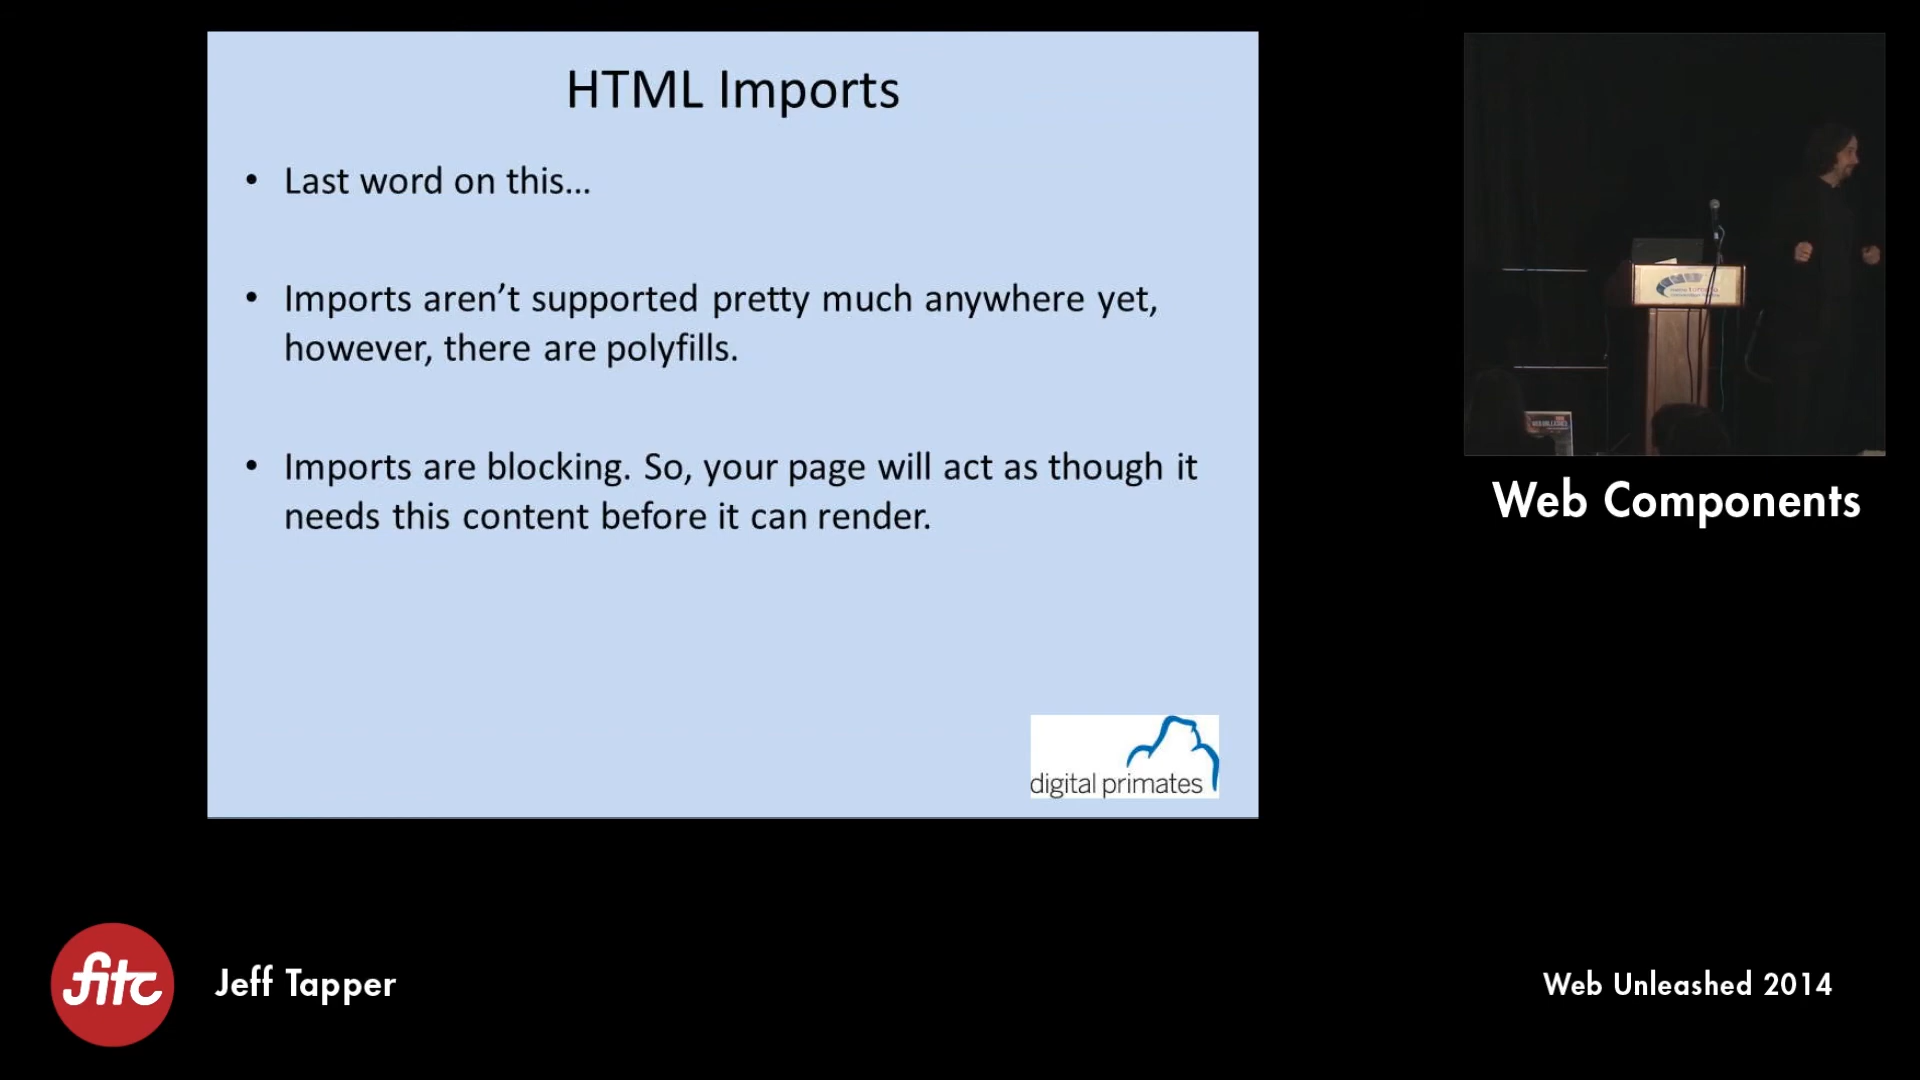 HTML Imports
• Last word on this...
• Imports aren’t supported pretty much anywhere yet,
however, there are polyfills.
• Imports are blocking. So, your page will act as though it
needs this content before it can render.
digital primates
Web Components
fitc
Jeff Tapper
Web Unleashed 2014